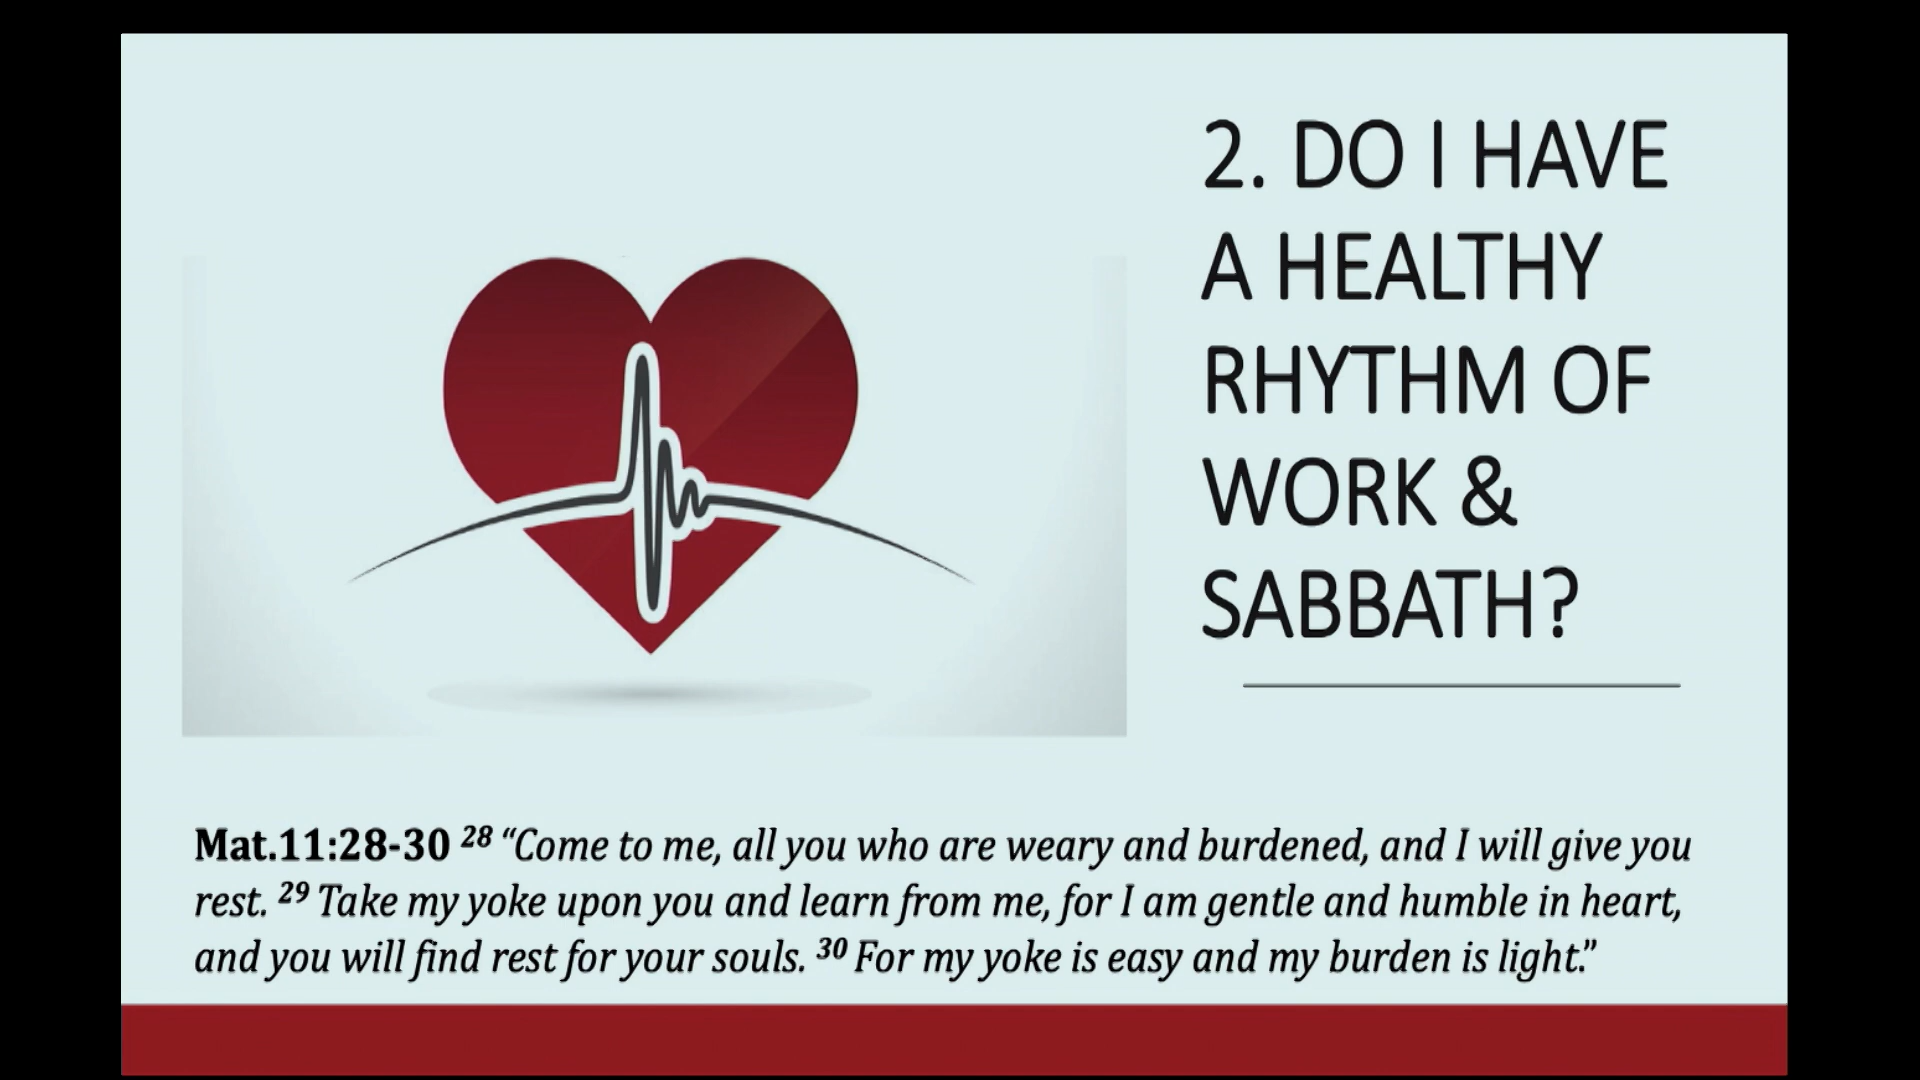 2. DO I HAVE
A HEALTHY
RHYTHM OF
WORK &
SABBATH?
Mat.11:28-30 28 “Come to me, all you who are weary and burdened, and I will give you
rest. 29 Take my yoke upon you and learn from me, for I am gentle and humble in heart,
and you will find rest for your souls. 30 For my yoke is easy and my burden is light.”